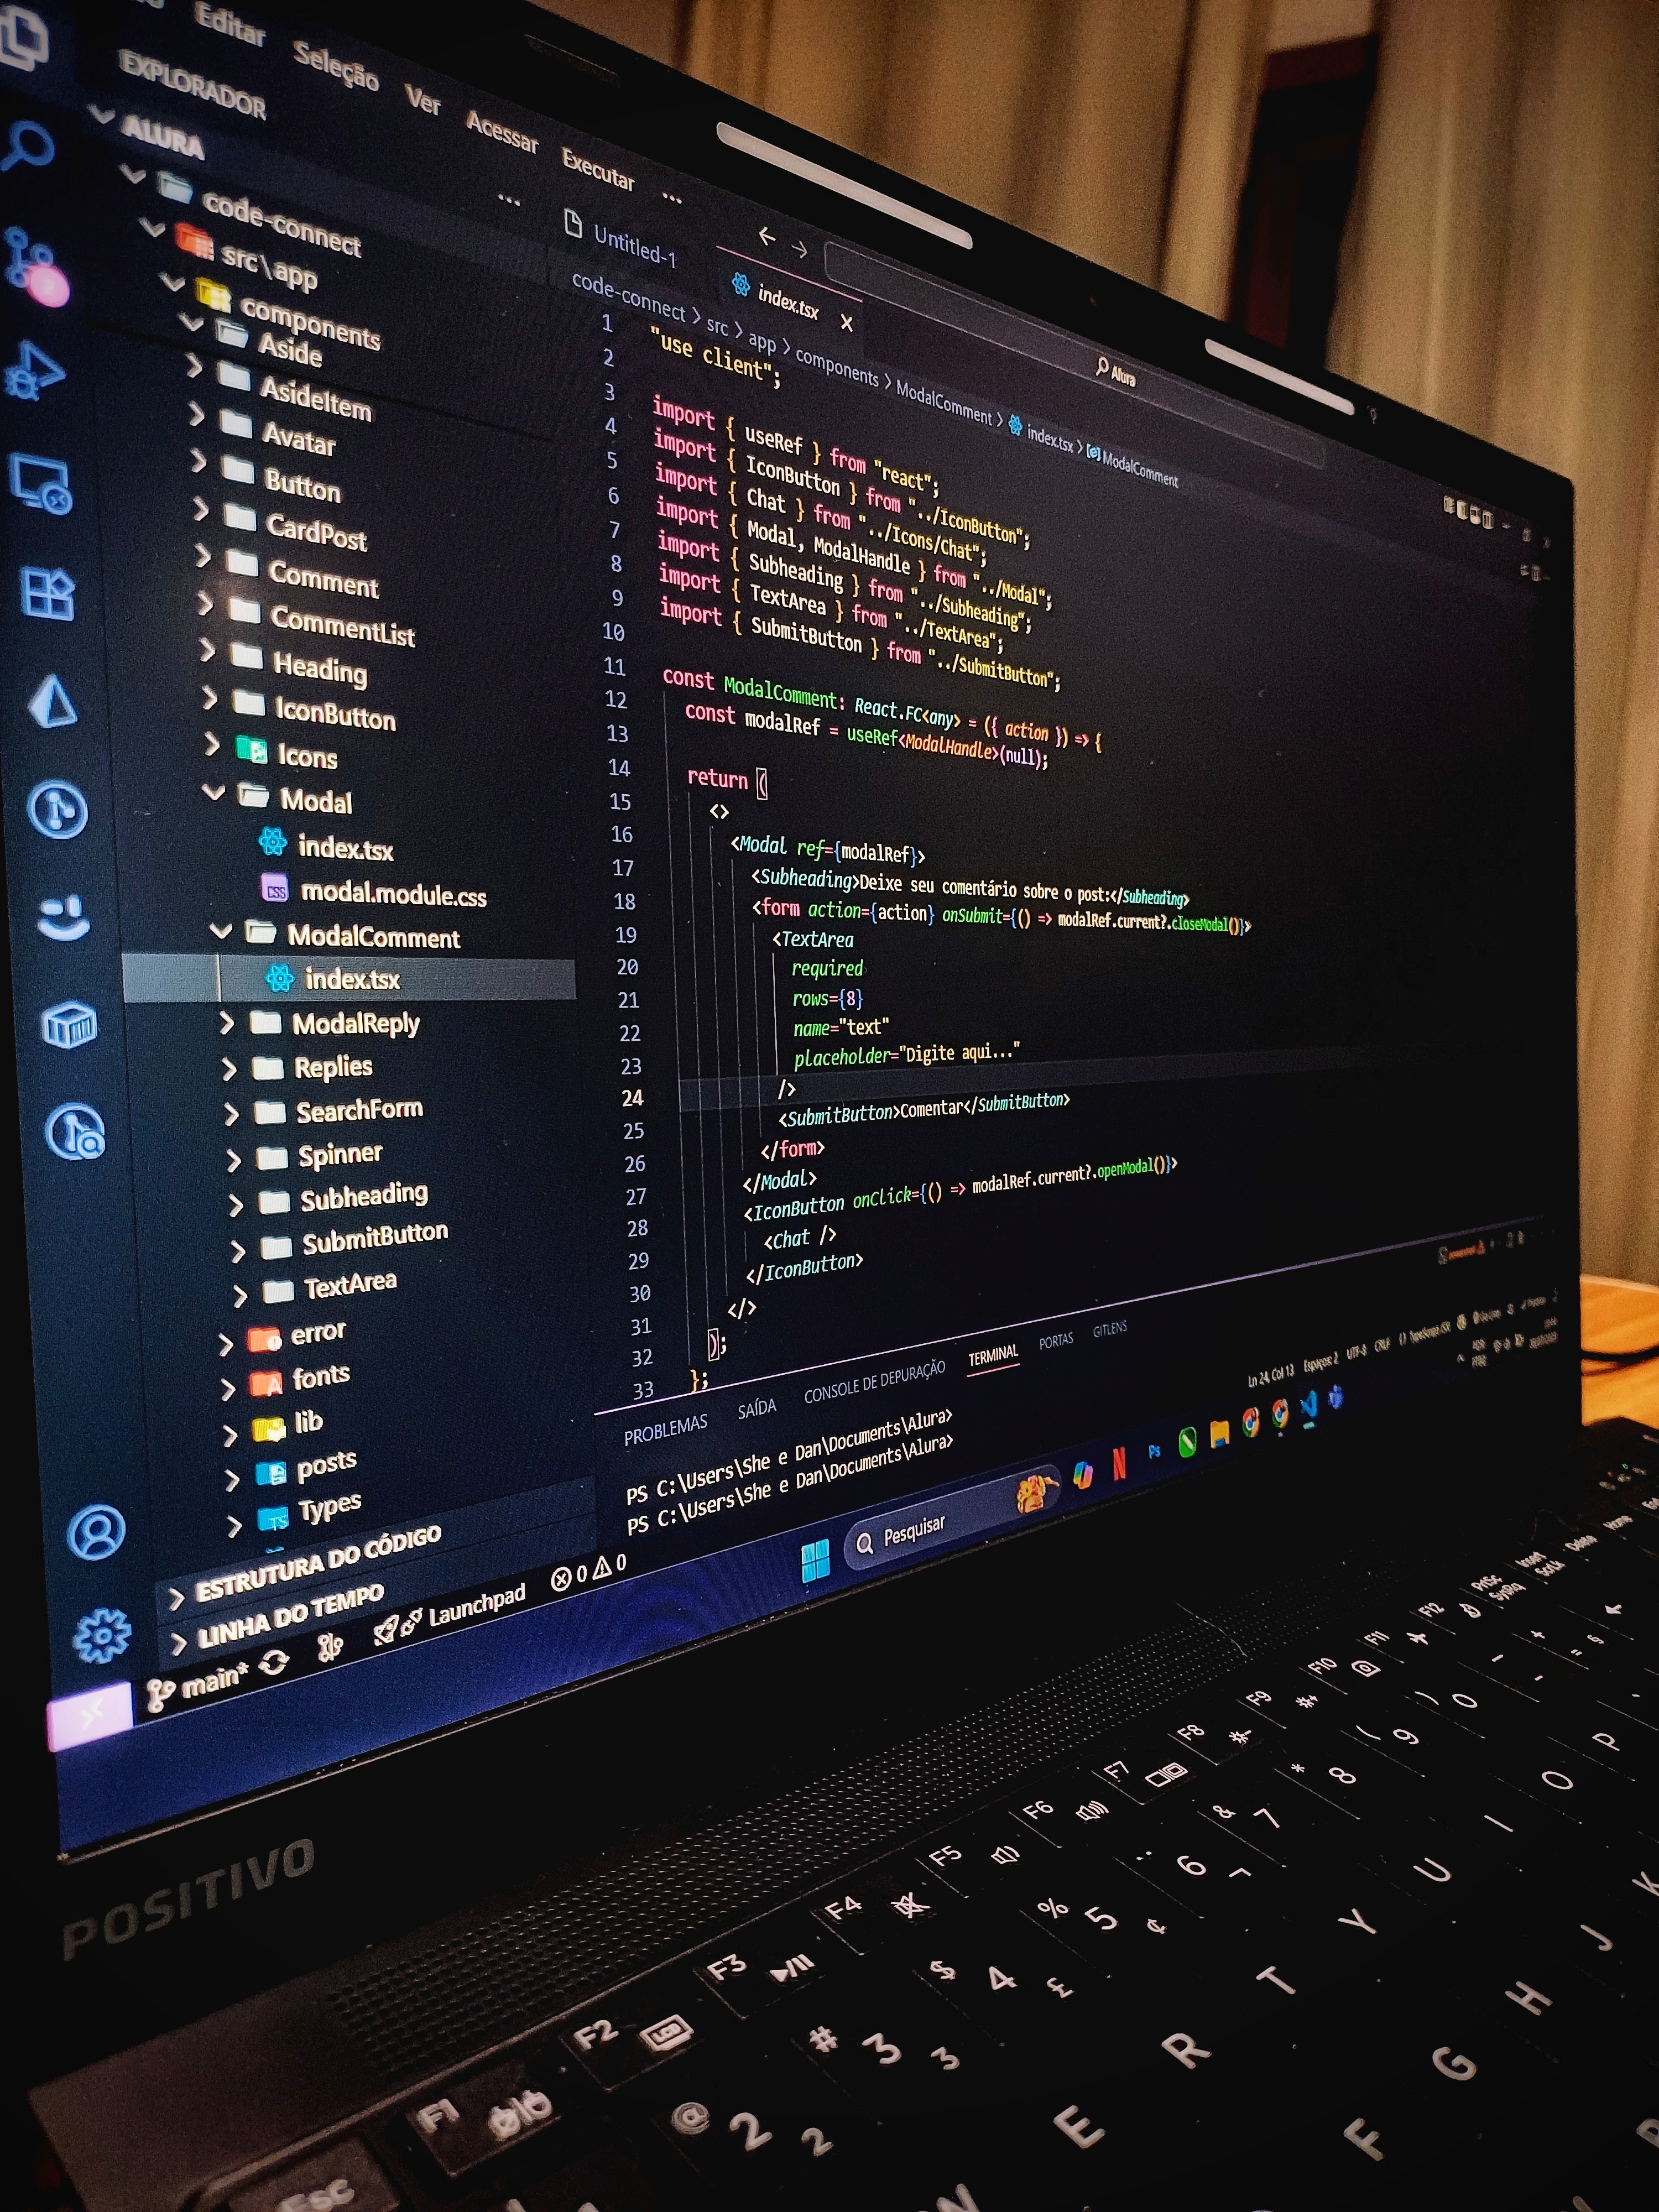 Editar Seleção Ver Acessar Executar ...
Alura
EXPLORADOR ...
ALURA
code-connect
src\app
components
Aside
AsideItem
Avatar
Button
CardPost
Comment
CommentList
Heading
IconButton
Icons
Modal
index.tsx
modal.module.css
ModalComment
index.tsx
ModalReply
Replies
SearchForm
Spinner
Subheading
SubmitButton
TextArea
error
fonts
lib
posts
Types
ESTRUTURA DO CÓDIGO
LINHA DO TEMPO
Untitled-1
index.tsx
code-connect > src > app > components > ModalComment > index.tsx > ModalComment
1 "use client";
2
3 import { useRef } from "react";
4 import { IconButton } from "../IconButton";
5 import { Chat } from "../Icons/Chat";
6 import { Modal, ModalHandle } from "../Modal";
7 import { Subheading } from "../Subheading";
8 import { TextArea } from "../TextArea";
9 import { SubmitButton } from "../SubmitButton";
10
11 const ModalComment: React.FC<any> = ({ action }) => {
12 const modalRef = useRef<ModalHandle>(null);
13
14 return (
15 <>
16 <Modal ref={modalRef}>
17 <Subheading>Deixe seu comentário sobre o post:</Subheading>
18 <form action={action} onSubmit={() => modalRef.current?.closeModal()}>
19 <TextArea
20 required
21 rows={8}
22 name="text"
23 placeholder="Digite aqui..."
24 />
25 <SubmitButton>Comentar</SubmitButton>
26 </form>
27 </Modal>
28 <IconButton onClick={() => modalRef.current?.openModal()}>
29 <Chat />
30 </IconButton>
31 </>
32 );
33 };
PROBLEMAS SAÍDA CONSOLE DE DEPURAÇÃO TERMINAL PORTAS GITLENS
PS C:\Users\She e Dan\Documents\Alura>
PS C:\Users\She e Dan\Documents\Alura>
main* Launchpad 0 0
Ln 24, Col 13 Espaços: 2 UTF-8 CRLF {} TypeScript JSX
Pesquisar
N Ps
POSITIVO
Esc F1 F2 F3 F4 F5 F6 F7 F8 F9 F10 F11 F12 PrtSc SysRq Insert ScrLk Delete Home
@ 2 2 # 3 3 $ 4 £ % 5 ¢ 6 & 7 * 8 ( 9 ) 0
E R T Y U I O P
F G H J K